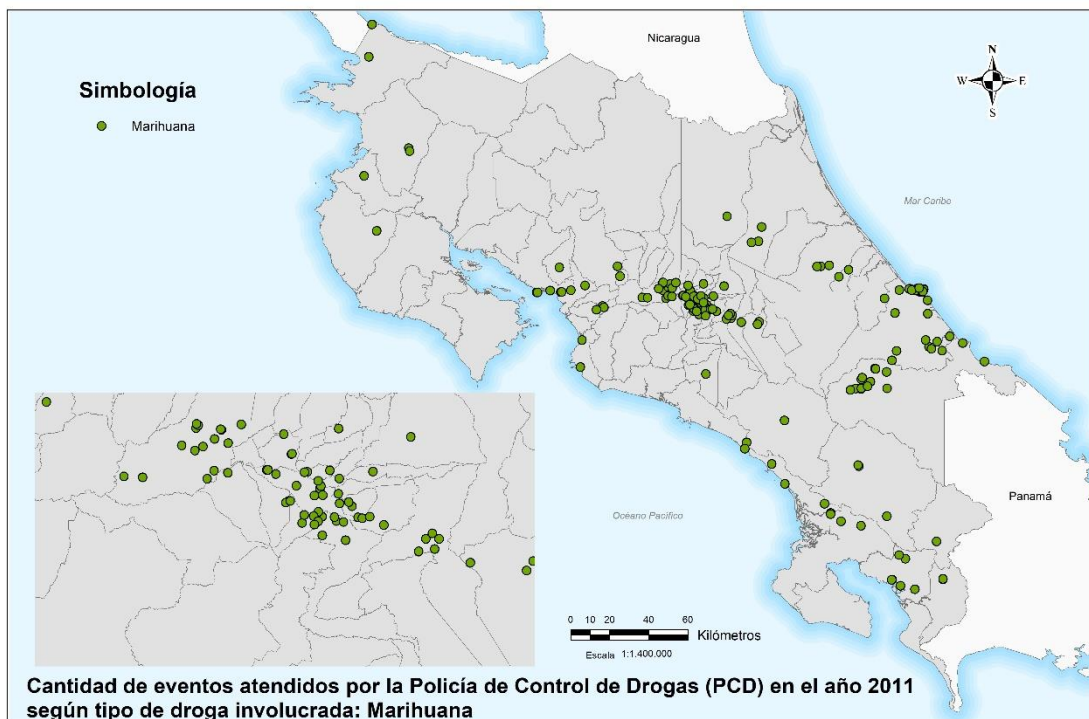 Nicaragua
N
W E
S
Simbología
Marihuana
Mar Caribe
Panamá
Océano Pacífico
0 10 20 40 60
Kilómetros
Escala 1:1.400.000
Cantidad de eventos atendidos por la Policía de Control de Drogas (PCD) en el año 2011
según tipo de droga involucrada: Marihuana